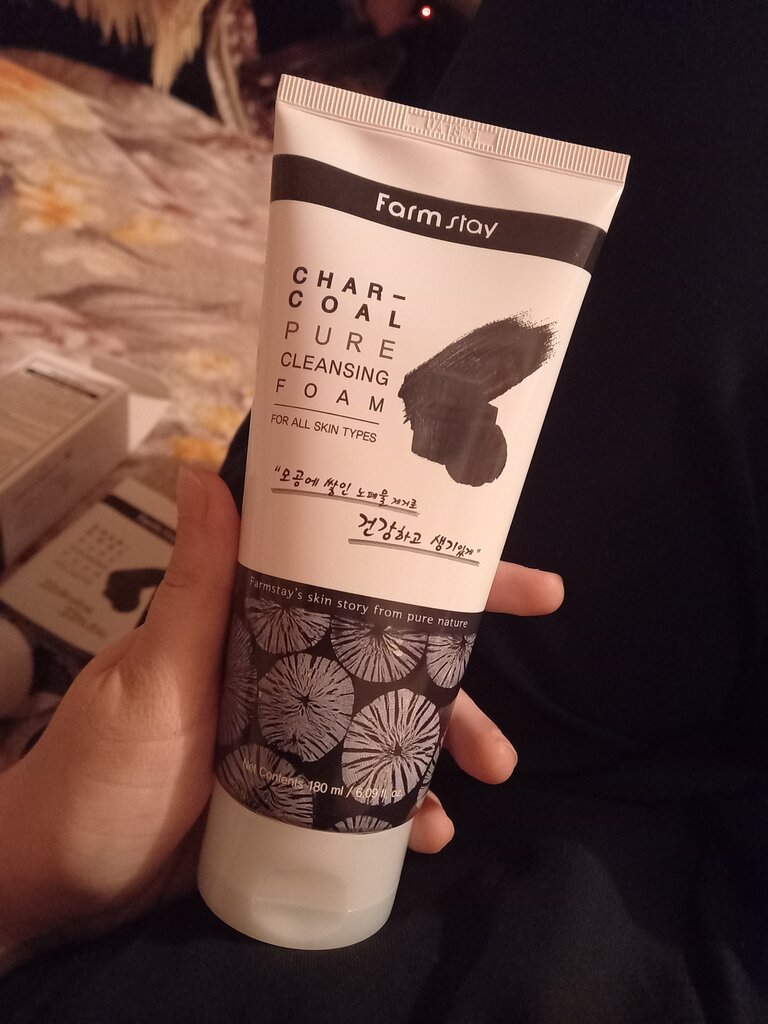 Farmstay
CHAR-
COAL
PURE
CLEANSING
FOAM
FOR ALL SKIN TYPES
"모공에 쌓인 노폐물 제거로
건강하고 생기있게"
Farmstay's skin story from pure nature
Net Contents 180 ml / 6.09 fl. oz.